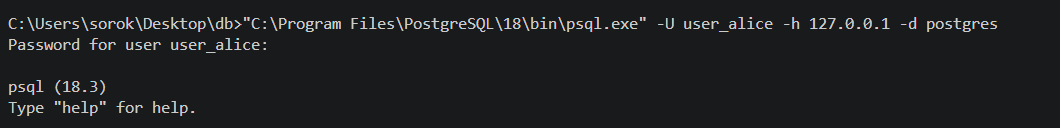 C:\Users\sorok\Desktop\db>"C:\Program Files\PostgreSQL\18\bin\psql.exe" -U user_alice -h 127.0.0.1 -d postgres
Password for user user_alice:
psql (18.3)
Type "help" for help.